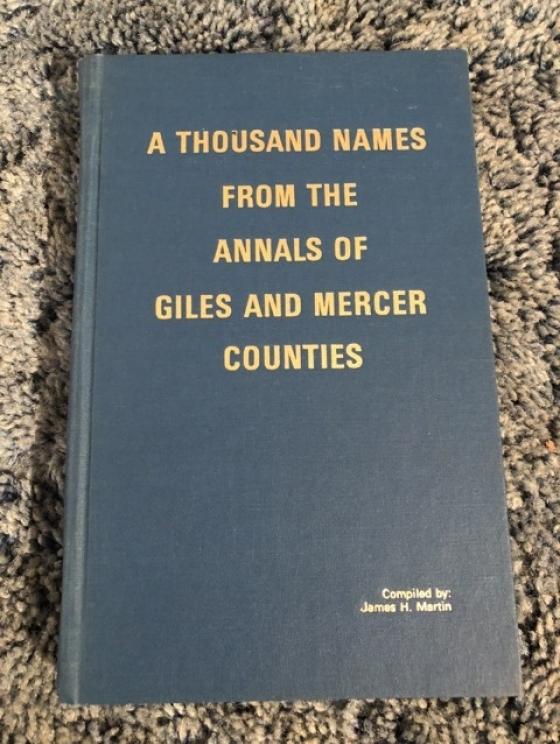 A THOUSAND NAMES
FROM THE
ANNALS OF
GILES AND MERCER
COUNTIES
Compiled by:
James H. Martin